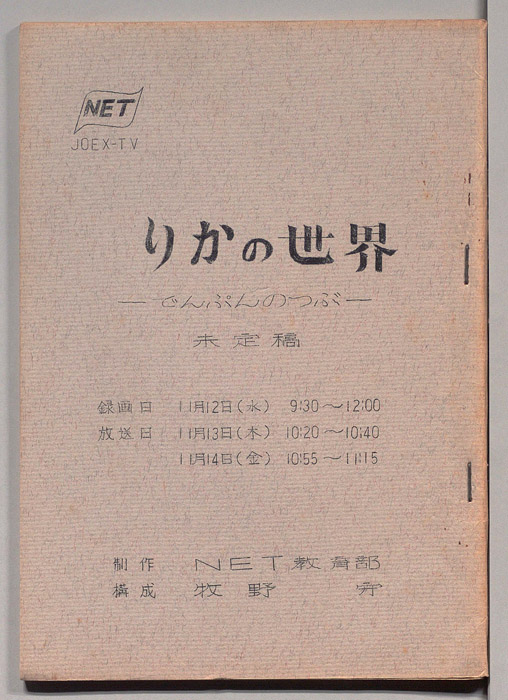 NET
JOEX-TV
りかの世界
―でんぷんのつぶ―
未定稿
録画日 11月12日(水) 9:30～12:00
放送日 11月13日(木) 10:20～10:40
11月14日(金) 10:55～11:15
制作 NET教育部
構成 牧野 守